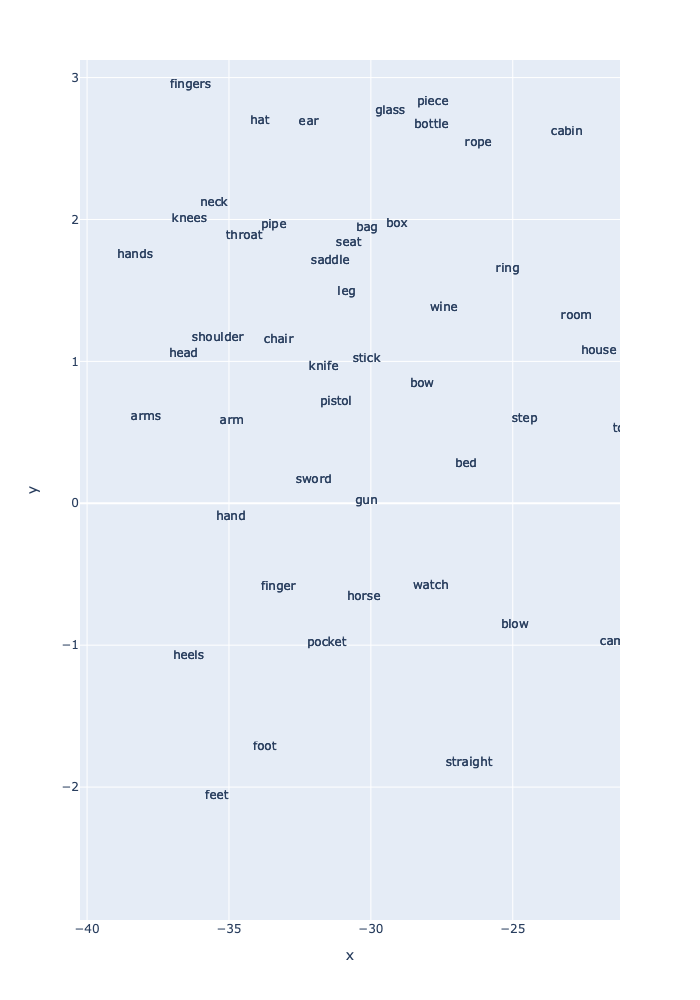 3
fingers
piece
glass
hat
ear
bottle
cabin
rope
neck
2
knees
pipe
box
bag
throat
seat
hands
saddle
ring
leg
wine
room
shoulder
chair
house
head
1
stick
knife
bow
pistol
arms
arm
step
to
bed
sword
y
0
gun
hand
finger
watch
horse
blow
−1
pocket
can
heels
foot
straight
−2
feet
−40
−35
−30
−25
x